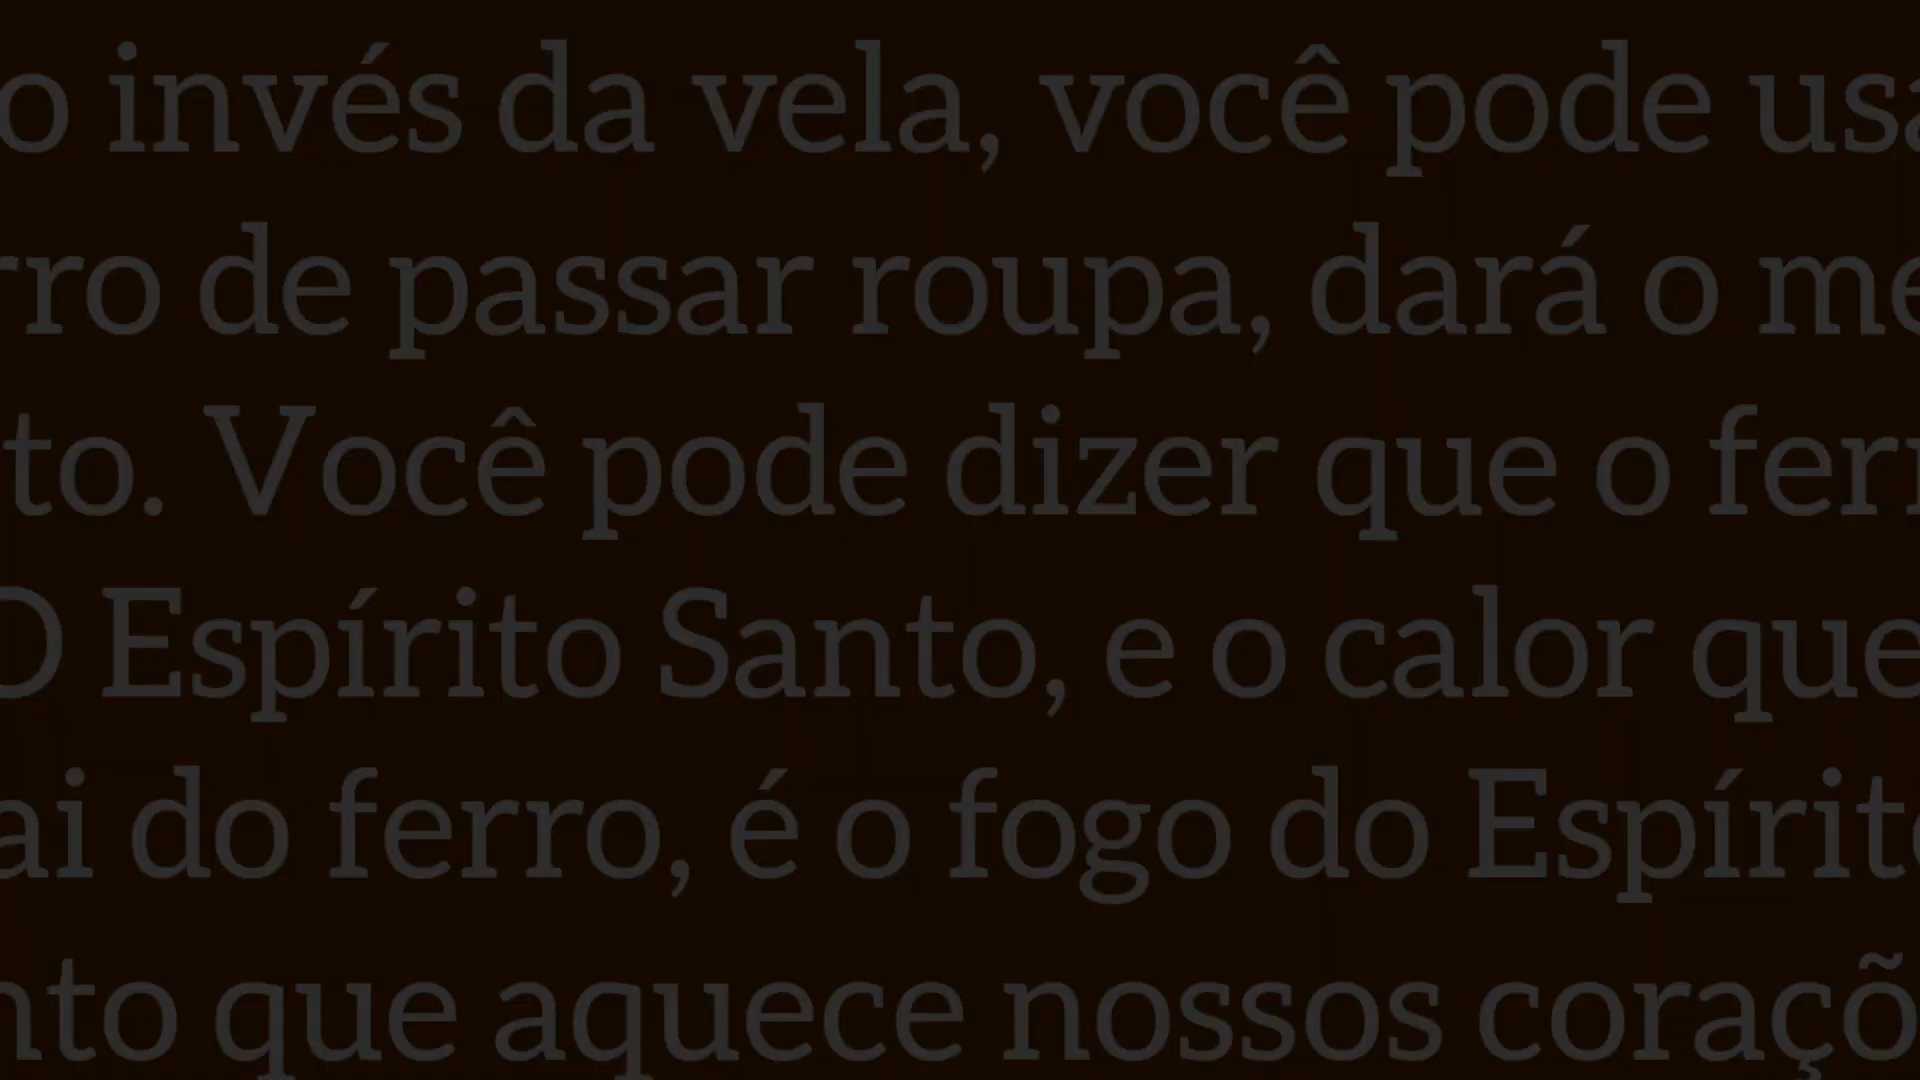 o invés da vela, você pode usa
rro de passar roupa, dará o me
to. Você pode dizer que o ferr
O Espírito Santo, e o calor que
ai do ferro, é o fogo do Espírito
nto que aquece nossos coraçõ